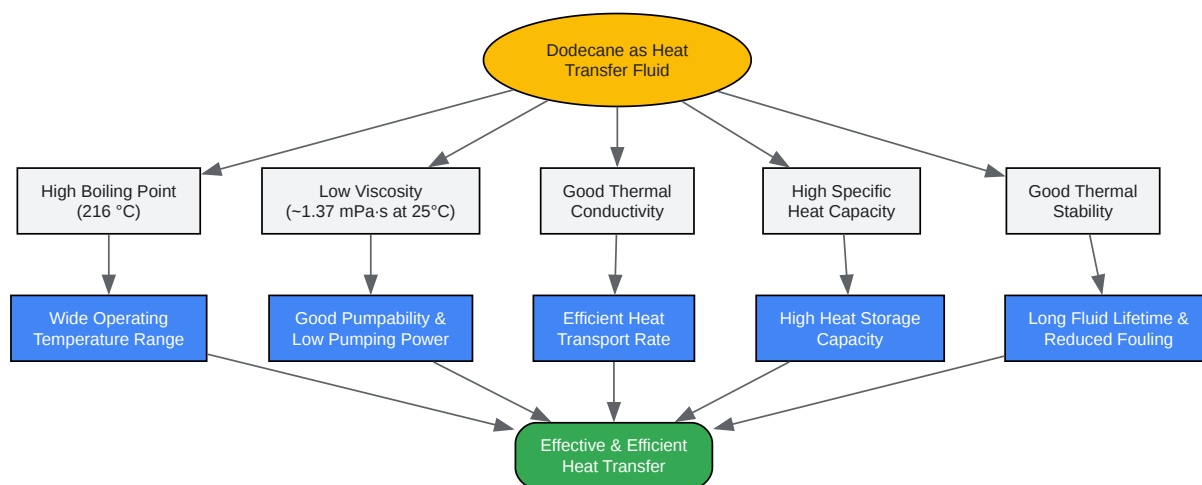 Dodecane as Heat
Transfer Fluid
High Boiling Point
(216 °C)
Low Viscosity
(~1.37 mPa·s at 25°C)
Good Thermal
Conductivity
High Specific
Heat Capacity
Good Thermal
Stability
Wide Operating
Temperature Range
Good Pumpability &
Low Pumping Power
Efficient Heat
Transport Rate
High Heat Storage
Capacity
Long Fluid Lifetime &
Reduced Fouling
Effective & Efficient
Heat Transfer